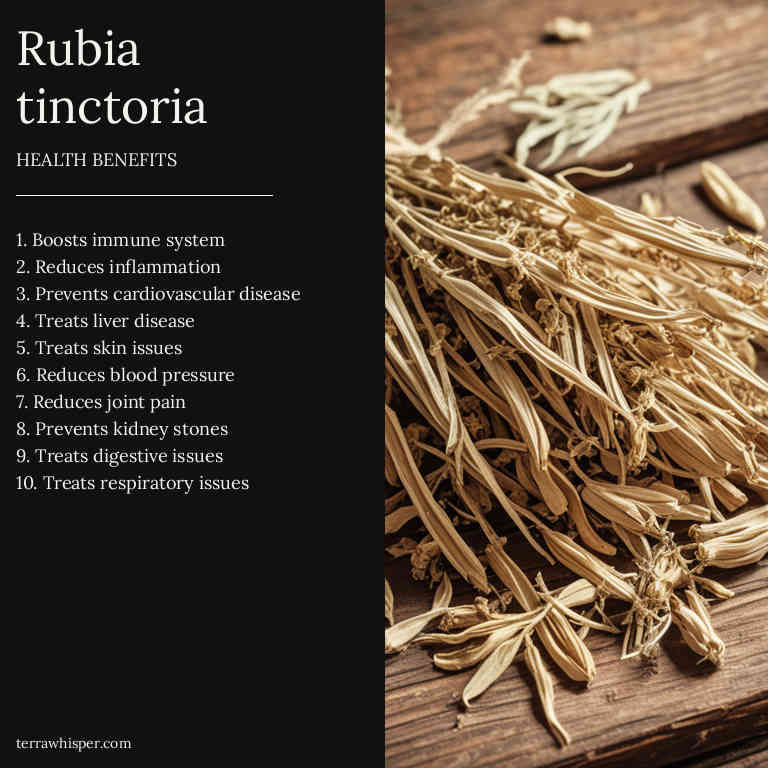 Rubia
tinctoria
HEALTH BENEFITS
1. Boosts immune system
2. Reduces inflammation
3. Prevents cardiovascular disease
4. Treats liver disease
5. Treats skin issues
6. Reduces blood pressure
7. Reduces joint pain
8. Prevents kidney stones
9. Treats digestive issues
10. Treats respiratory issues
terrawhisper.com